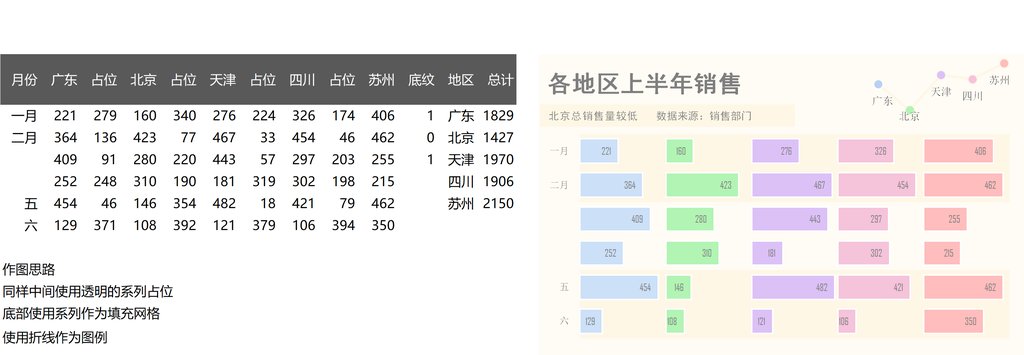 月份 广东 占位 北京 占位 天津 占位 四川 占位 苏州 底纹 地区 总计
一月 221 279 160 340 276 224 326 174 406 1 广东 1829
二月 364 136 423 77 467 33 454 46 462 0 北京 1427
409 91 280 220 443 57 297 203 255 1 天津 1970
252 248 310 190 181 319 302 198 215 四川 1906
五 454 46 146 354 482 18 421 79 462 苏州 2150
六 129 371 108 392 121 379 106 394 350
作图思路
同样中间使用透明的系列占位
底部使用系列作为填充网格
使用折线作为图例
各地区上半年销售
广东 北京 天津 四川 苏州
北京总销售量较低 数据来源：销售部门
一月 221 160 276 326 406
二月 364 423 467 454 462
409 280 443 297 255
252 310 181 302 215
五 454 146 482 421 462
六 129 108 121 106 350